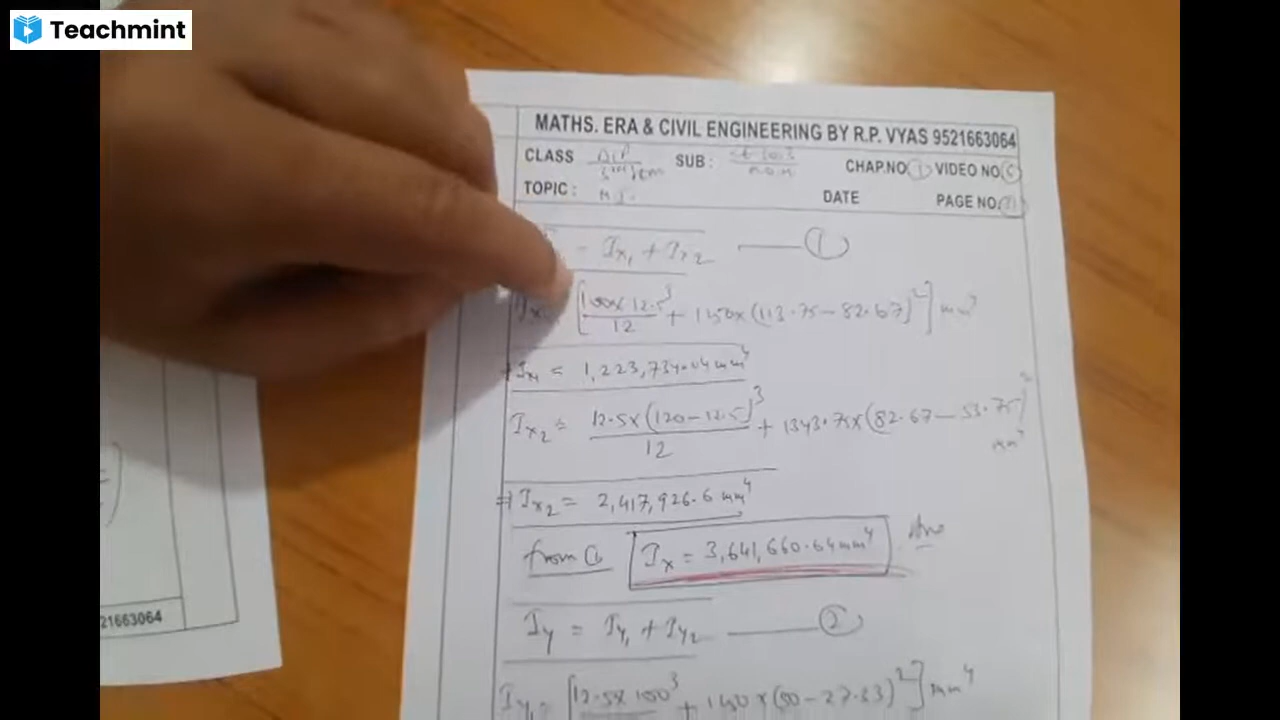 Teachmint
MATHS. ERA & CIVIL ENGINEERING BY R.P. VYAS 9521663064
CLASS SUB : CHAP.NO 1 VIDEO NO
TOPIC : M.I. DATE PAGE NO.
= Ix₁ + Ix₂ — ①
[100×12.5³/12 + 1250×(113.75 − 82.67)²] mm⁴
⇒ Ix₁ = 1,223,734.04 mm⁴
Ix₂ = 12.5×(120−12.5)³/12 + 1343.75×(82.67 − 53.75)²
mm⁴
⇒ Ix₂ = 2,417,926.6 mm⁴
from ① Ix = 3,641,660.64 mm⁴ Ans
Iy = Iy₁ + Iy₂ — ②
Iy₁ = [12.5×100³ + 1250×(50 − 27.33)²] mm⁴
21663064